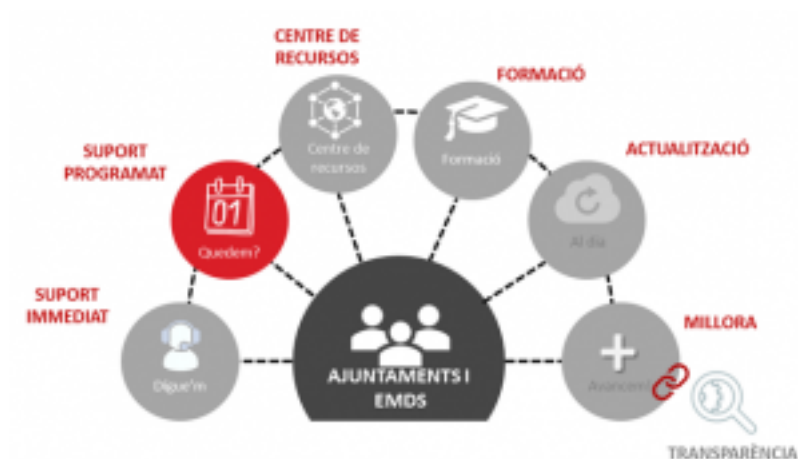 CENTRE DE
RECURSOS
FORMACIÓ
Centre de
recursos
Formació
SUPORT
PROGRAMAT
ACTUALITZACIÓ
01
Quedem?
Al dia
SUPORT
IMMEDIAT
MILLORA
Digue'm
AJUNTAMENTS I
EMDS
Avancem
TRANSPARÈNCIA